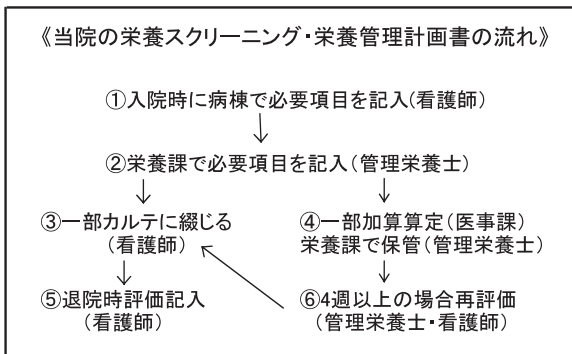 《当院の栄養スクリーニング・栄養管理計画書の流れ》
①入院時に病棟で必要項目を記入(看護師)
②栄養課で必要項目を記入(管理栄養士)
③一部カルテに綴じる
(看護師)
④一部加算算定(医事課)
栄養課で保管(管理栄養士)
⑤退院時評価記入
(看護師)
⑥4週以上の場合再評価
(管理栄養士・看護師)